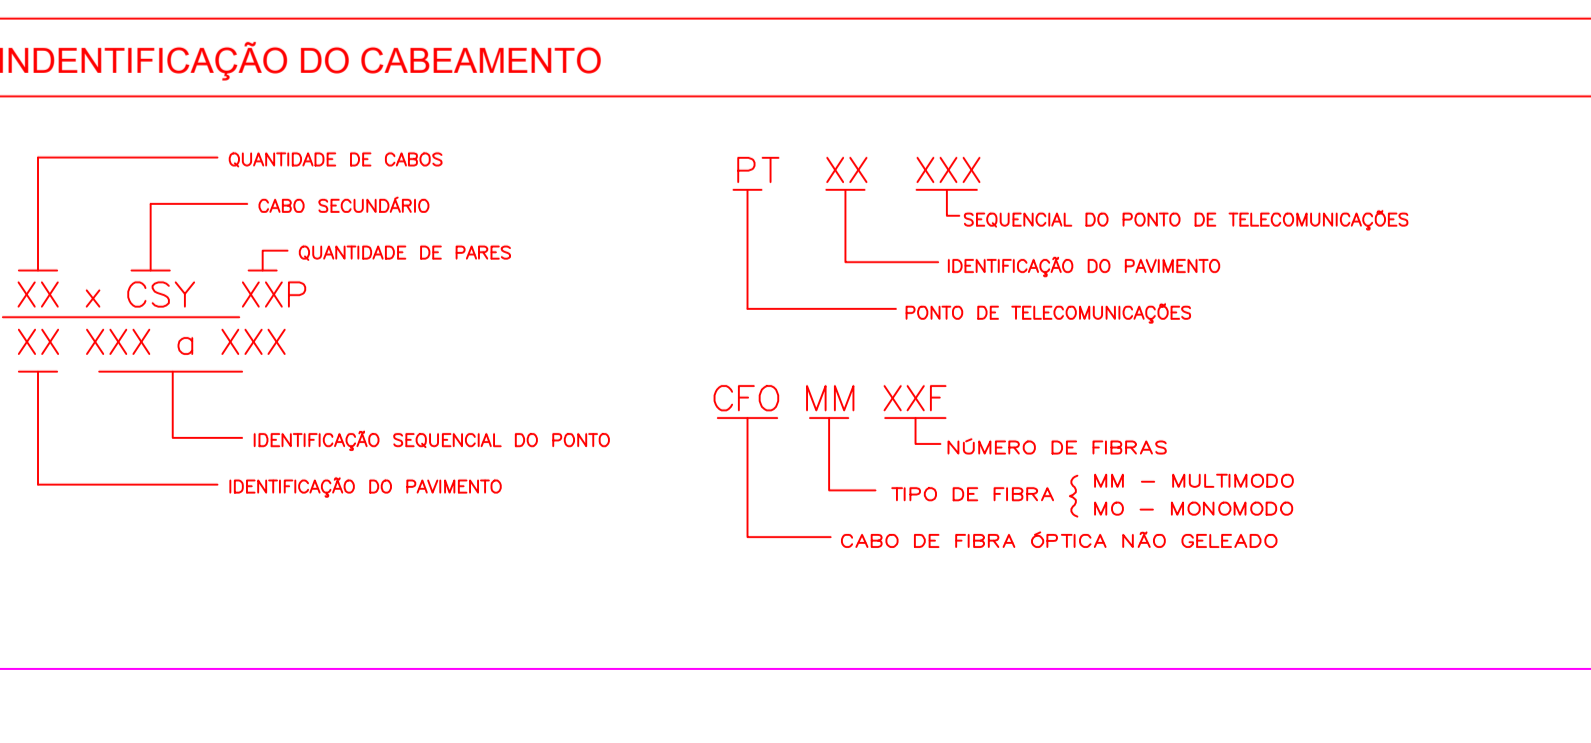 INDENTIFICAÇÃO DO CABEAMENTO
QUANTIDADE DE CABOS
CABO SECUNDÁRIO
QUANTIDADE DE PARES
XX x CSY XXP
XX XXX a XXX
IDENTIFICAÇÃO SEQUENCIAL DO PONTO
IDENTIFICAÇÃO DO PAVIMENTO
PT XX XXX
SEQUENCIAL DO PONTO DE TELECOMUNICAÇÕES
IDENTIFICAÇÃO DO PAVIMENTO
PONTO DE TELECOMUNICAÇÕES
CFO MM XXF
NÚMERO DE FIBRAS
TIPO DE FIBRA { MM – MULTIMODO
MO – MONOMODO
CABO DE FIBRA ÓPTICA NÃO GELEADO